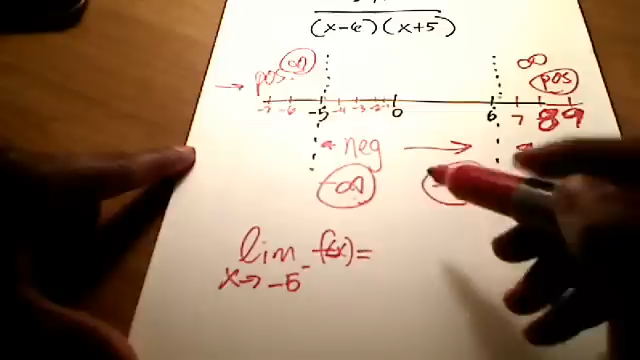 (x-6)(x+5)
∞ ∞
→ pos. pos
-7 -6 -5 -4 -3 -2 -1 0 6 7 8 9
neg →
-∞
lim f(x)=
x→-5⁻